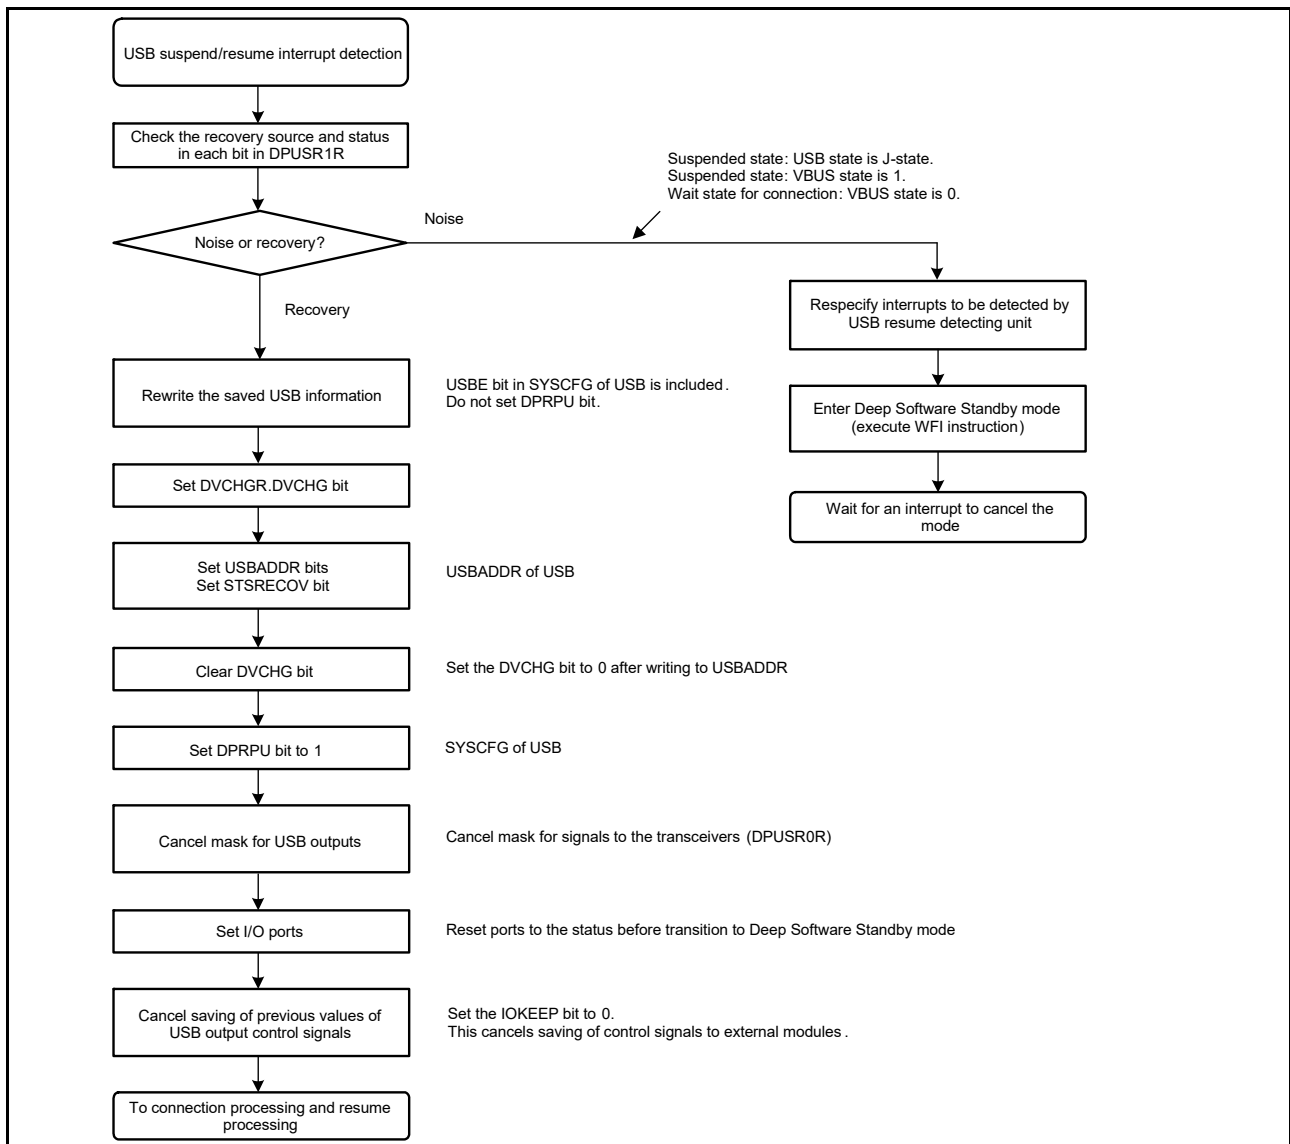 USB suspend/resume interrupt detection
Check the recovery source and status
in each bit in DPUSR1R
Suspended state: USB state is J-state.
Suspended state: VBUS state is 1.
Wait state for connection: VBUS state is 0.
Noise or recovery?
Noise
Recovery
Respecify interrupts to be detected by
USB resume detecting unit
Enter Deep Software Standby mode
(execute WFI instruction)
Wait for an interrupt to cancel the
mode
Rewrite the saved USB information
USBE bit in SYSCFG of USB is included.
Do not set DPRPU bit.
Set DVCHGR.DVCHG bit
Set USBADDR bits
Set STSRECOV bit
USBADDR of USB
Clear DVCHG bit
Set the DVCHG bit to 0 after writing to USBADDR
Set DPRPU bit to 1
SYSCFG of USB
Cancel mask for USB outputs
Cancel mask for signals to the transceivers (DPUSR0R)
Set I/O ports
Reset ports to the status before transition to Deep Software Standby mode
Cancel saving of previous values of
USB output control signals
Set the IOKEEP bit to 0.
This cancels saving of control signals to external modules.
To connection processing and resume
processing